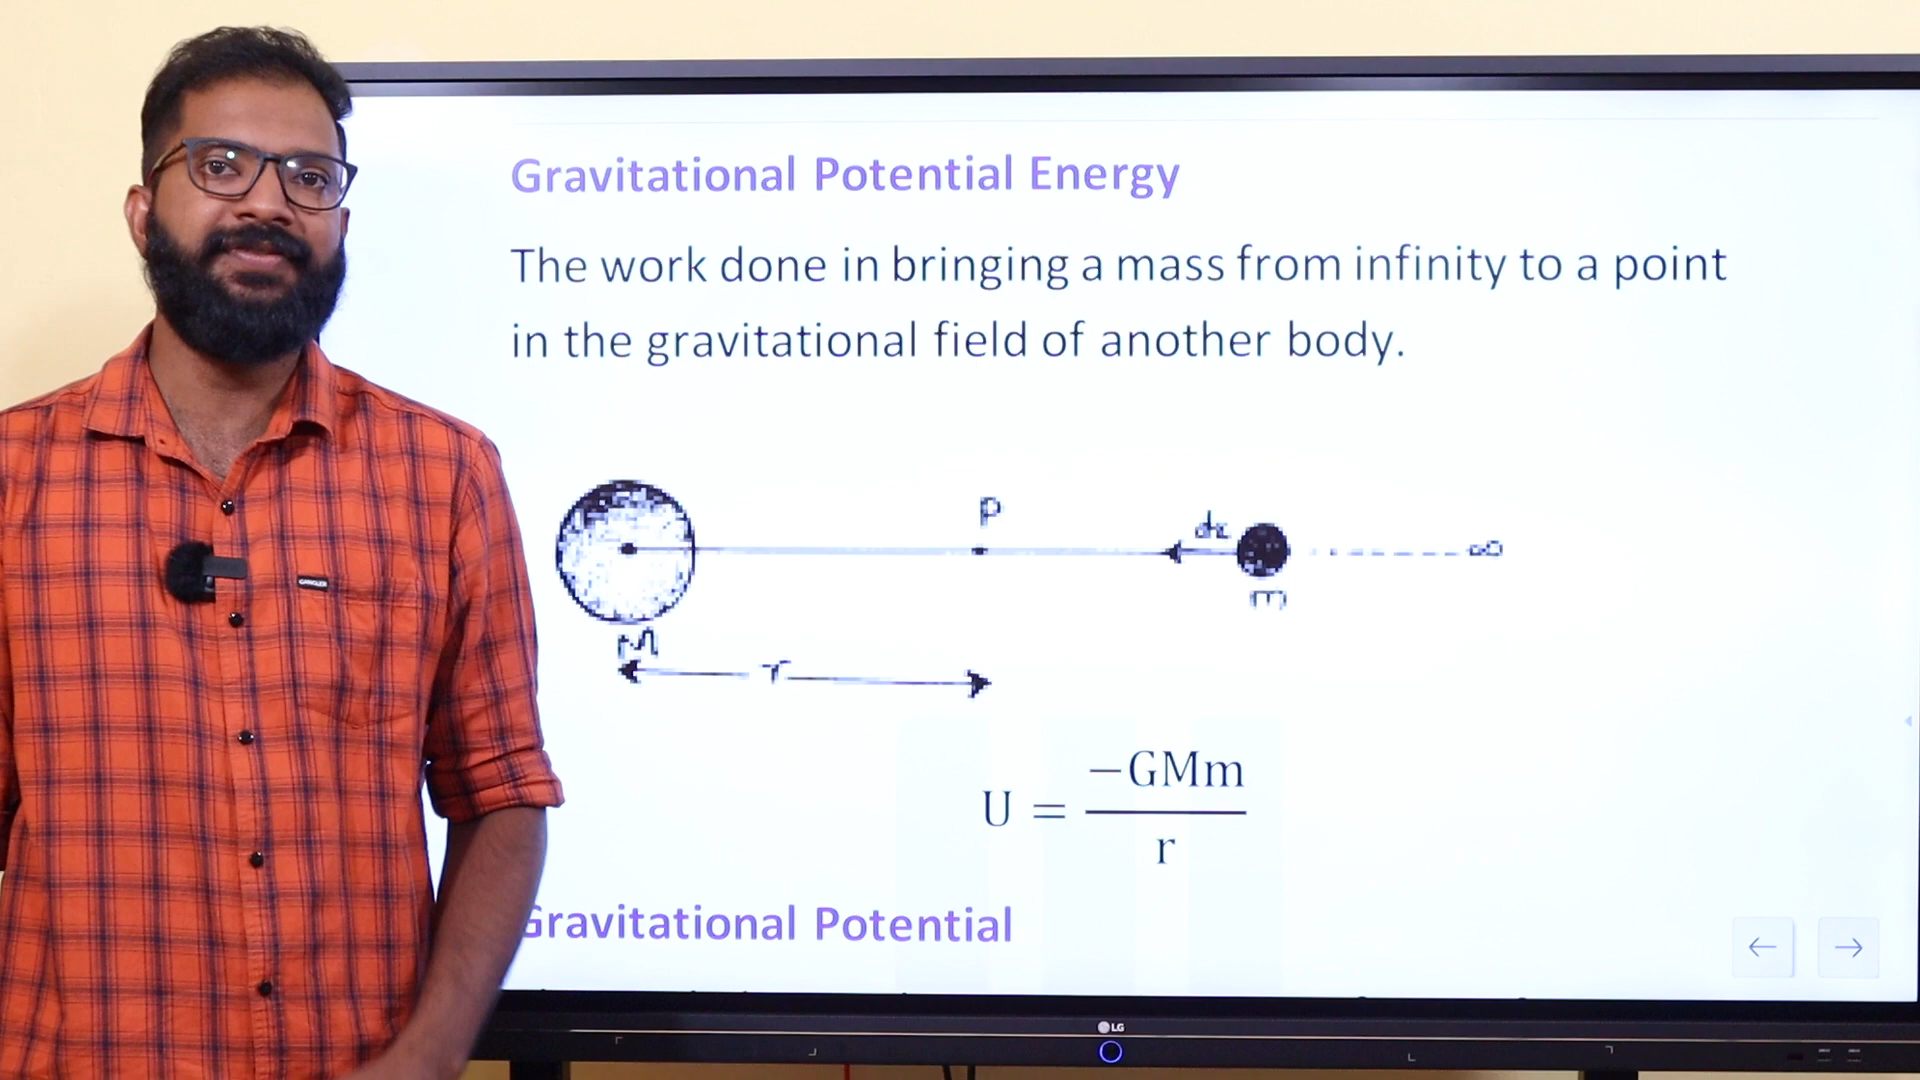 Gravitational Potential Energy
The work done in bringing a mass from infinity to a point
in the gravitational field of another body.
P
dx
∞
m
M
r
U = −GMm
r
Gravitational Potential
LG